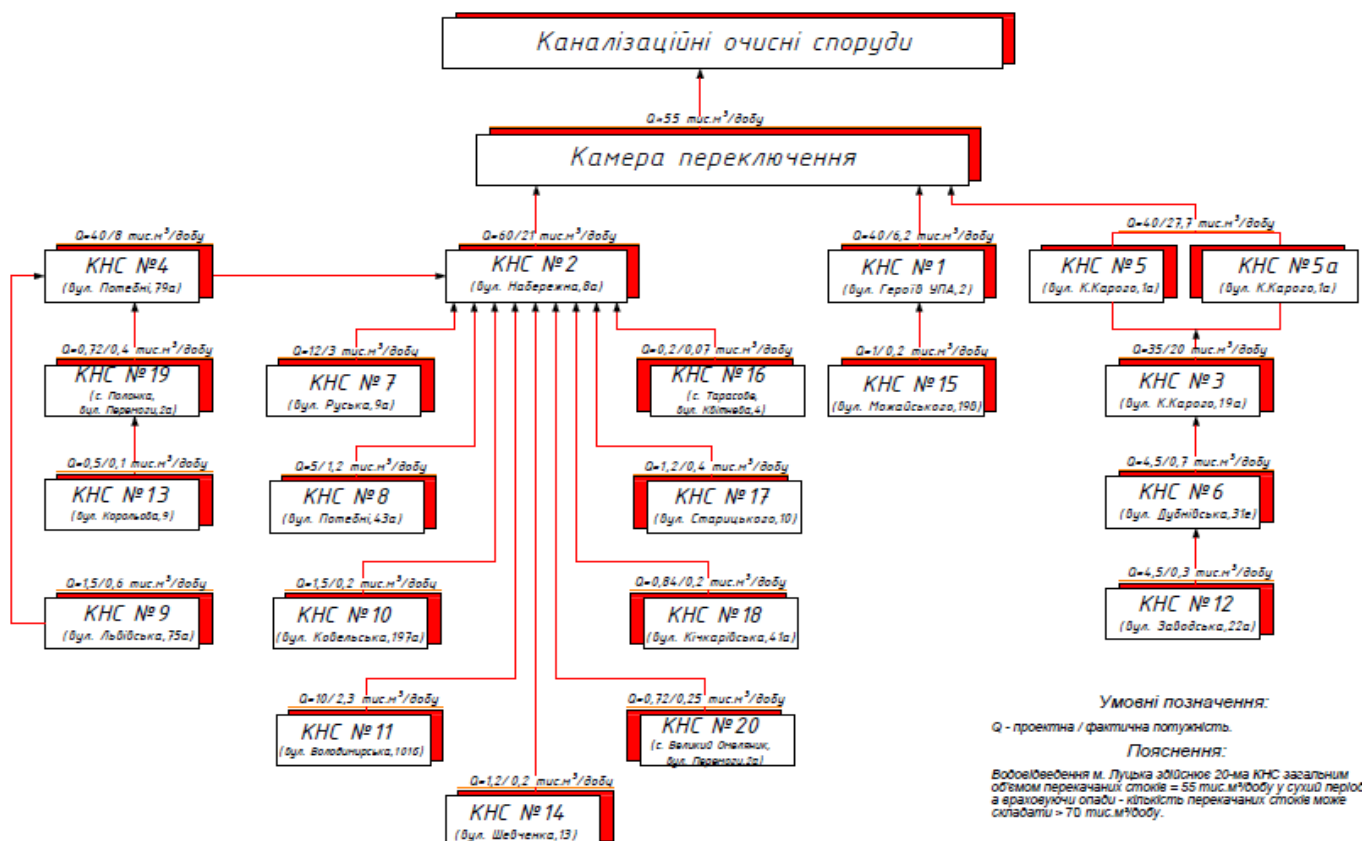 Каналізаційні очисні споруди
Q=55 тис.м³/добу
Камера переключення
Q=40/8 тис.м³/добу
КНС №4
(вул. Потебні,79а)
Q=60/21 тис.м³/добу
КНС №2
(вул. Набережна,8а)
Q=40/6,2 тис.м³/добу
КНС №1
(вул. Героїв УПА,2)
Q=40/27,7 тис.м³/добу
КНС №5
(вул. К.Карого,1а)
КНС №5а
(вул. К.Карого,1а)
Q=0,72/0,4 тис.м³/добу
КНС №19
(с. Полонка,
вул. Перемоги,2а)
Q=12/3 тис.м³/добу
КНС №7
(вул. Руська,9а)
Q=0,2/0,07 тис.м³/добу
КНС №16
(с. Тарасове,
вул. Квітнева,4)
Q=1/0,2 тис.м³/добу
КНС №15
(вул. Можайського,19в)
Q=35/20 тис.м³/добу
КНС №3
(вул. К.Карого,19а)
Q=0,5/0,1 тис.м³/добу
КНС №13
(вул. Корольова,9)
Q=5/1,2 тис.м³/добу
КНС №8
(вул. Потебні,43а)
Q=1,2/0,4 тис.м³/добу
КНС №17
(вул. Старицького,10)
Q=4,5/0,7 тис.м³/добу
КНС №6
(вул. Дубнівська,31е)
Q=1,5/0,6 тис.м³/добу
КНС №9
(вул. Львівська,75а)
Q=1,5/0,2 тис.м³/добу
КНС №10
(вул. Ковельська,197а)
Q=0,84/0,2 тис.м³/добу
КНС №18
(вул. Кічкарівська,41а)
Q=4,5/0,3 тис.м³/добу
КНС №12
(вул. Заводська,22а)
Q=10/2,3 тис.м³/добу
КНС №11
(вул. Володимирська,101б)
Q=0,72/0,25 тис.м³/добу
КНС №20
(с. Великий Омеляник,
вул. Перемоги,2а)
Q=1,2/0,2 тис.м³/добу
КНС №14
(вул. Шевченка,13)
Умовні позначення:
Q - проектна / фактична потужність.
Пояснення:
Водовідведення м. Луцька здійснює 20-ма КНС загальним
об'ємом перекачаних стоків = 55 тис.м³/добу у сухий період,
а враховуючи опади - кількість перекачаних стоків може
складати > 70 тис.м³/добу.